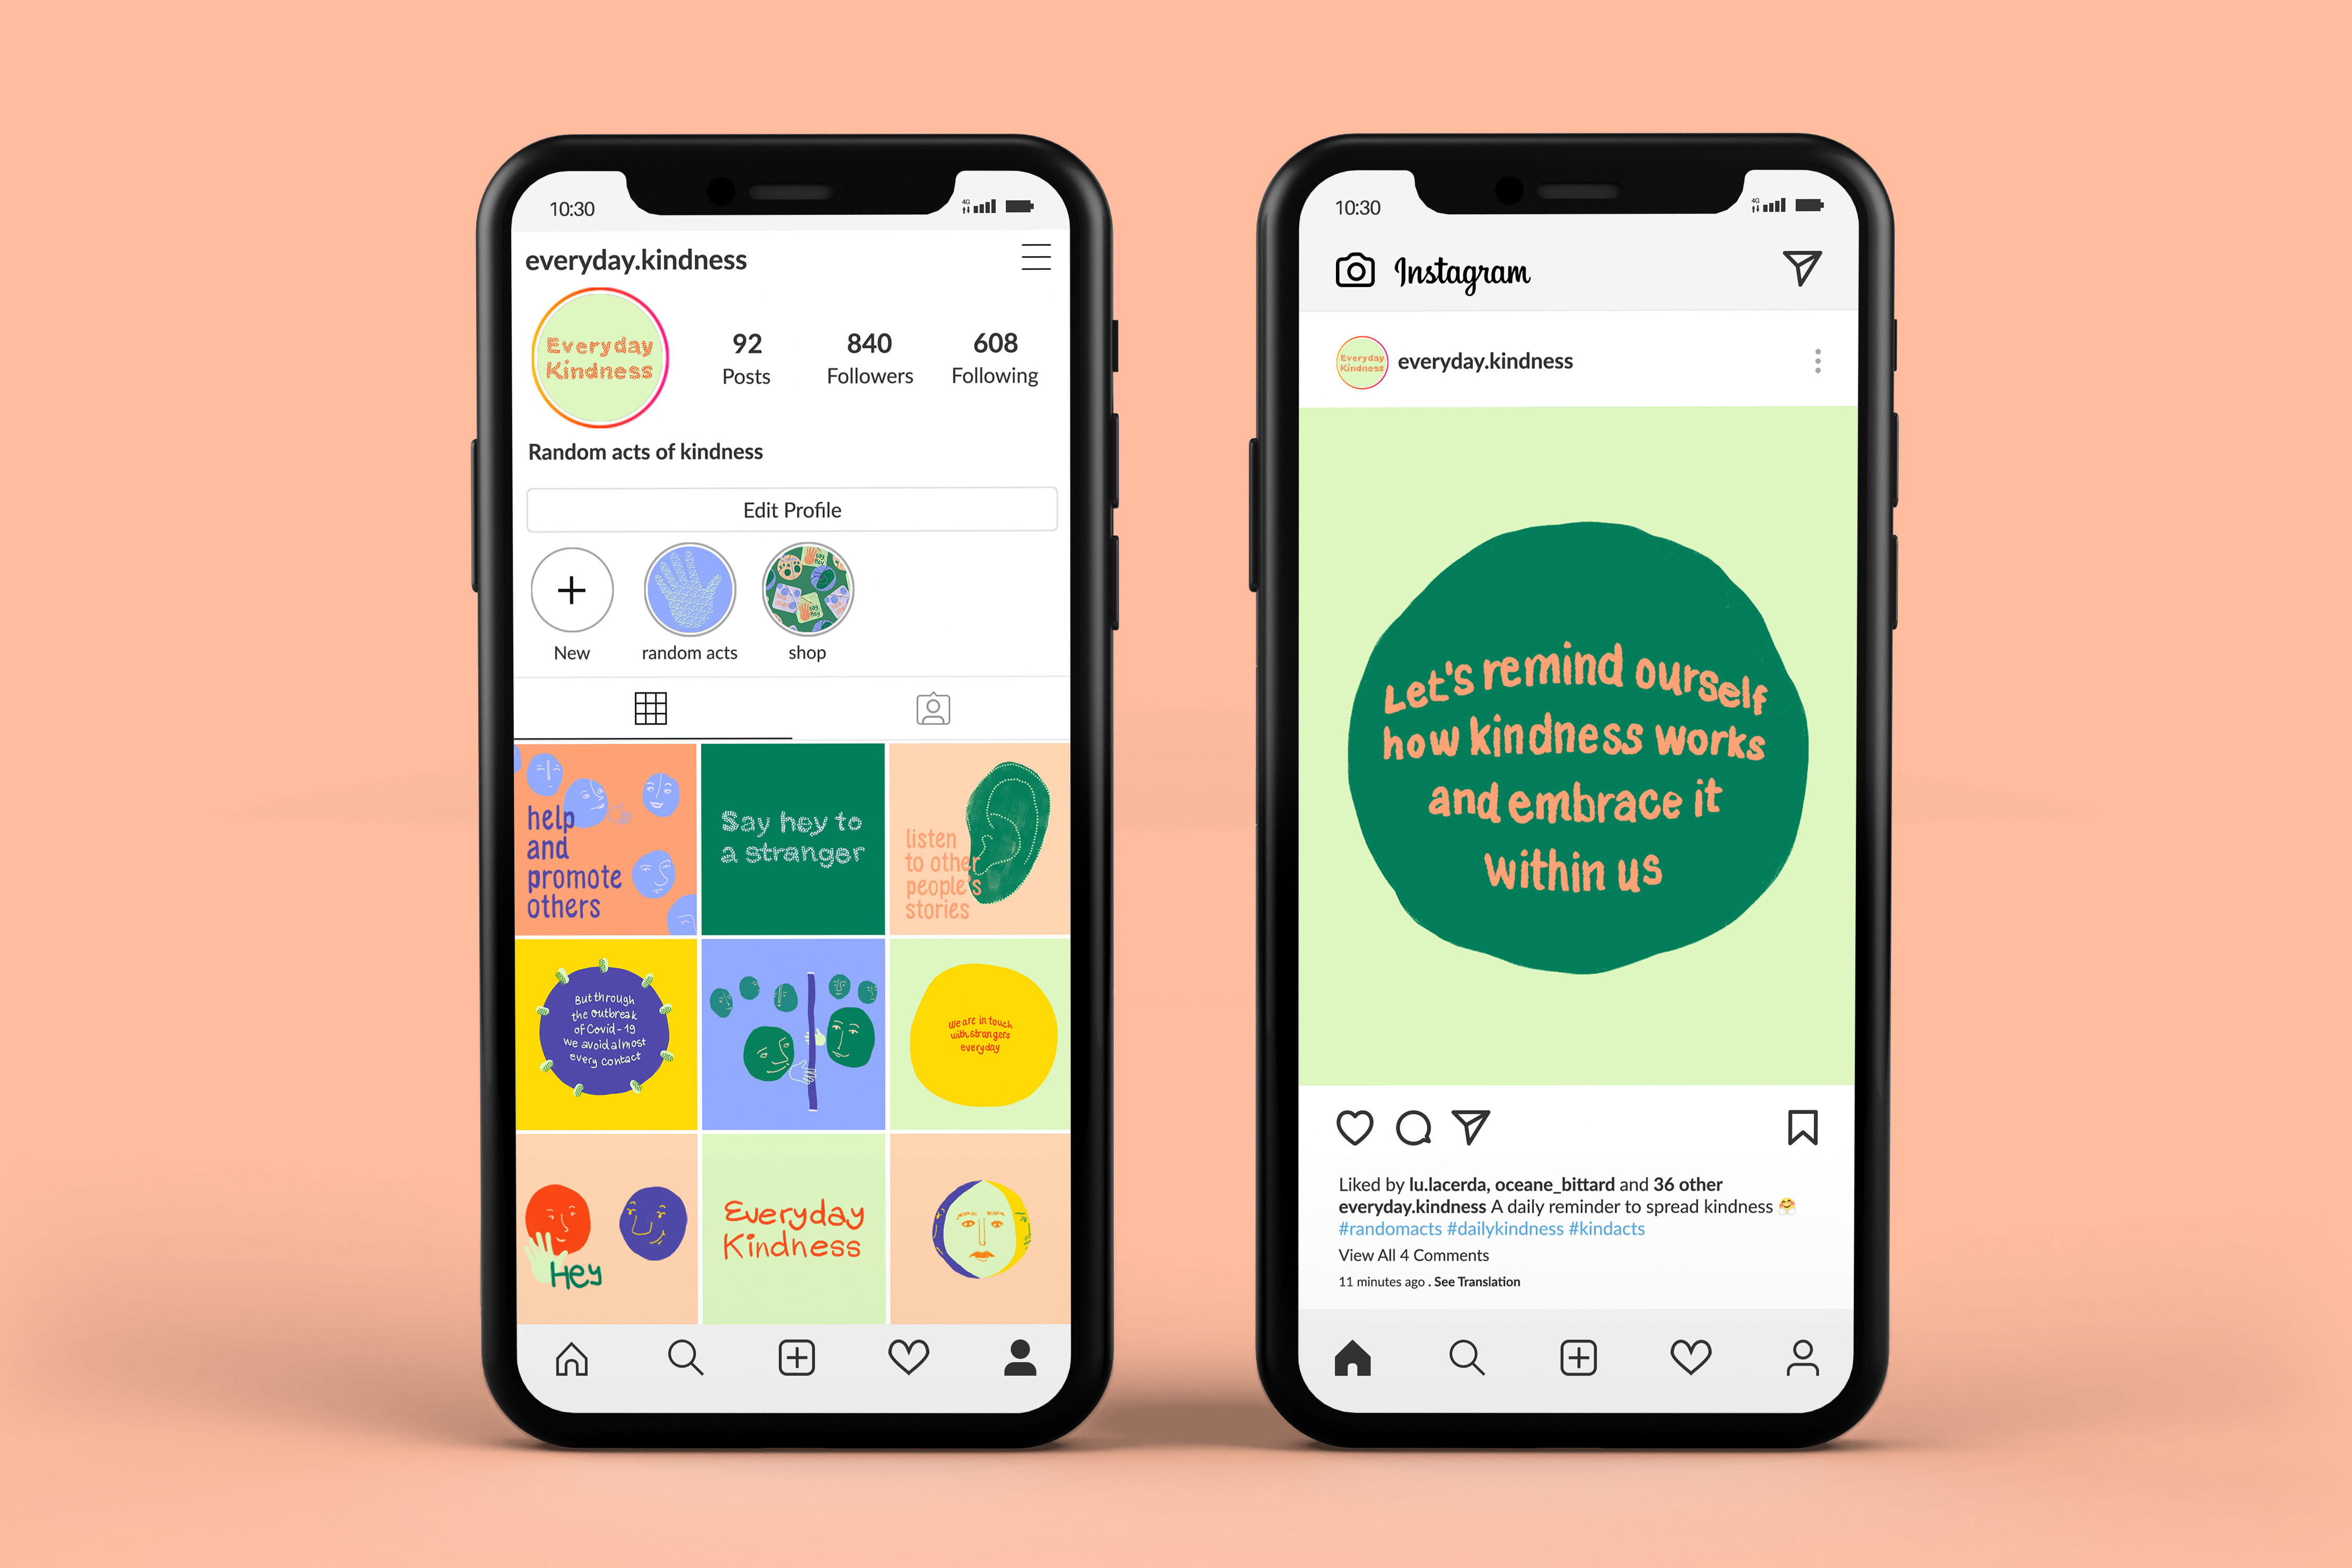 10:30
4G
everyday.kindness
Everyday
Kindness
92
840
608
Posts
Followers
Following
Random acts of kindness
Edit Profile
New
random acts
shop
help
and
promote
others
Say hey to
a stranger
listen
to other
people's
stories
But through
the outbreak
of Covid-19
we avoid almost
every contact
We are in touch
with strangers
everyday
Hey
Everyday
Kindness
10:30
4G
Instagram
Everyday
Kindness
everyday.kindness
Let's remind ourself
how kindness works
and embrace it
within us
Liked by lu.lacerda, oceane_bittard and 36 other
everyday.kindness A daily reminder to spread kindness 🤗
#randomacts #dailykindness #kindacts
View All 4 Comments
11 minutes ago . See Translation